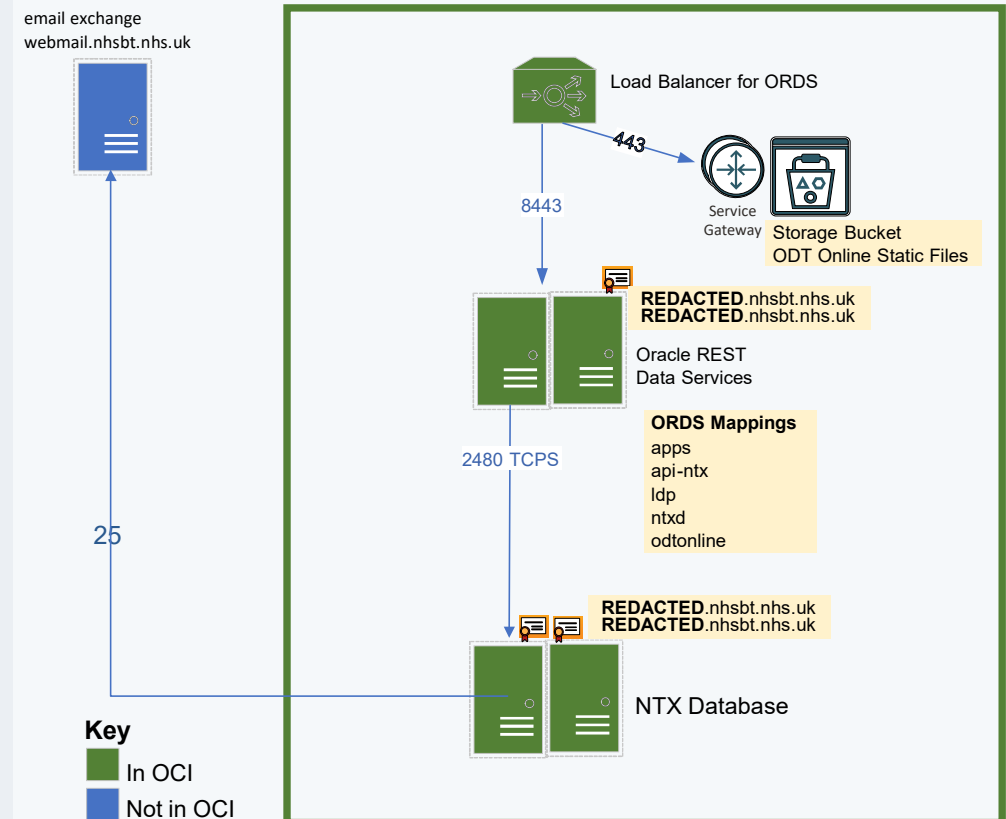 email exchange
webmail.nhsbt.nhs.uk
Load Balancer for ORDS
443
8443
Service
Gateway
Storage Bucket
ODT Online Static Files
REDACTED.nhsbt.nhs.uk
REDACTED.nhsbt.nhs.uk
Oracle REST
Data Services
ORDS Mappings
apps
api-ntx
ldp
ntxd
odtonline
2480 TCPS
25
REDACTED.nhsbt.nhs.uk
REDACTED.nhsbt.nhs.uk
NTX Database
Key
In OCI
Not in OCI